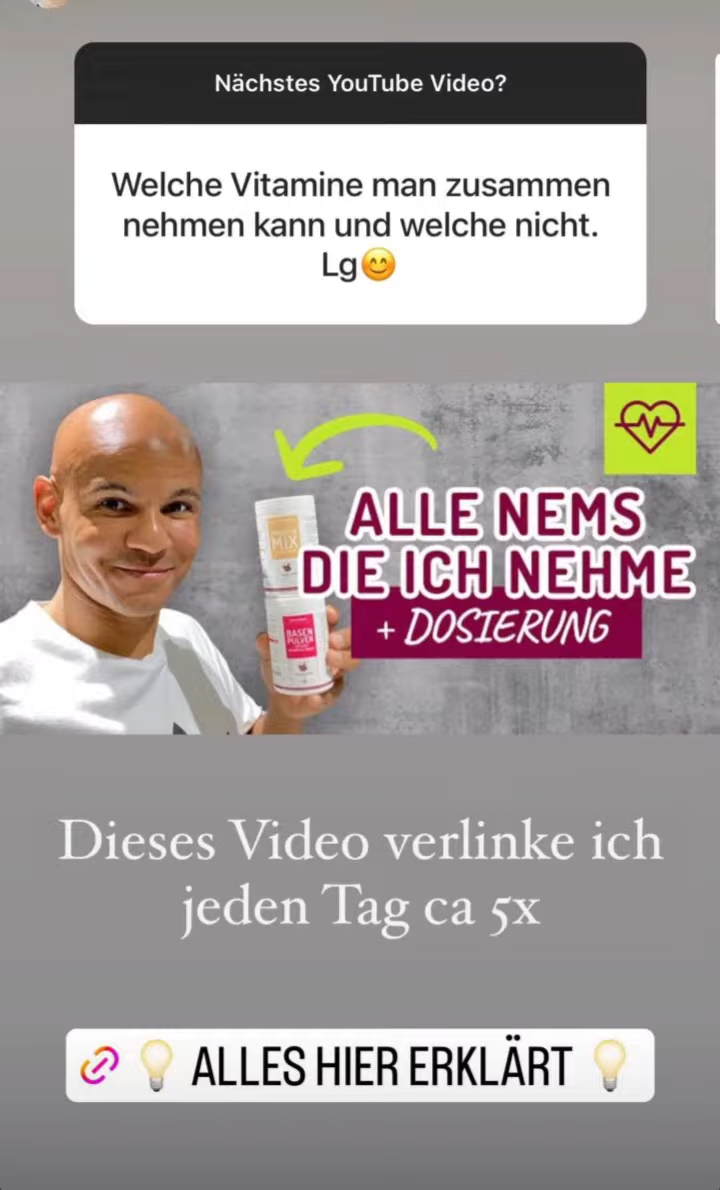 Nächstes YouTube Video?
Welche Vitamine man zusammen
nehmen kann und welche nicht.
Lg😊
ALLE NEMS
DIE ICH NEHME
+ DOSIERUNG
MIX
BASEN
PULVER
Dieses Video verlinke ich
jeden Tag ca 5x
💡 ALLES HIER ERKLÄRT 💡